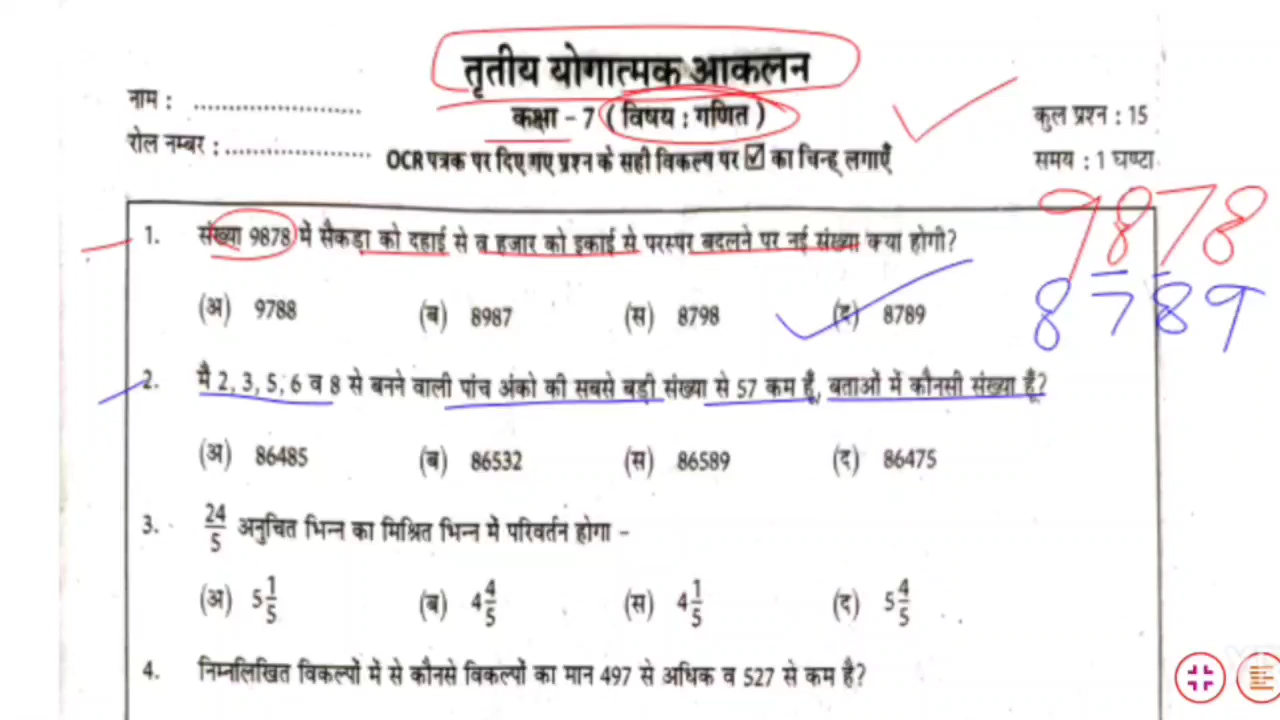 तृतीय योगात्मक आकलन
नाम : ........................
कक्षा - 7 ( विषय : गणित )
कुल प्रश्न : 15
रोल नम्बर : .....................
OCR पत्रक पर दिए गए प्रश्न के सही विकल्प पर ☑ का चिन्ह् लगाएँ
समय : 1 घण्टा
1. संख्या 9878 में सैकड़ा को दहाई से व हजार को इकाई से परस्पर बदलने पर नई संख्या क्या होगी?
9878
(अ) 9788 (ब) 8987 (स) 8798 (द) 8789
8789
2. मै 2, 3, 5, 6 व 8 से बनने वाली पांच अंको की सबसे बड़ी संख्या से 57 कम हूँ, बताओं में कौनसी संख्या हूँ?
(अ) 86485 (ब) 86532 (स) 86589 (द) 86475
3. 24/5 अनुचित भिन्न का मिश्रित भिन्न में परिवर्तन होगा –
(अ) 5 1/5 (ब) 4 4/5 (स) 4 1/5 (द) 5 4/5
4. निम्नलिखित विकल्पों में से कौनसे विकल्पों का मान 497 से अधिक व 527 से कम है?